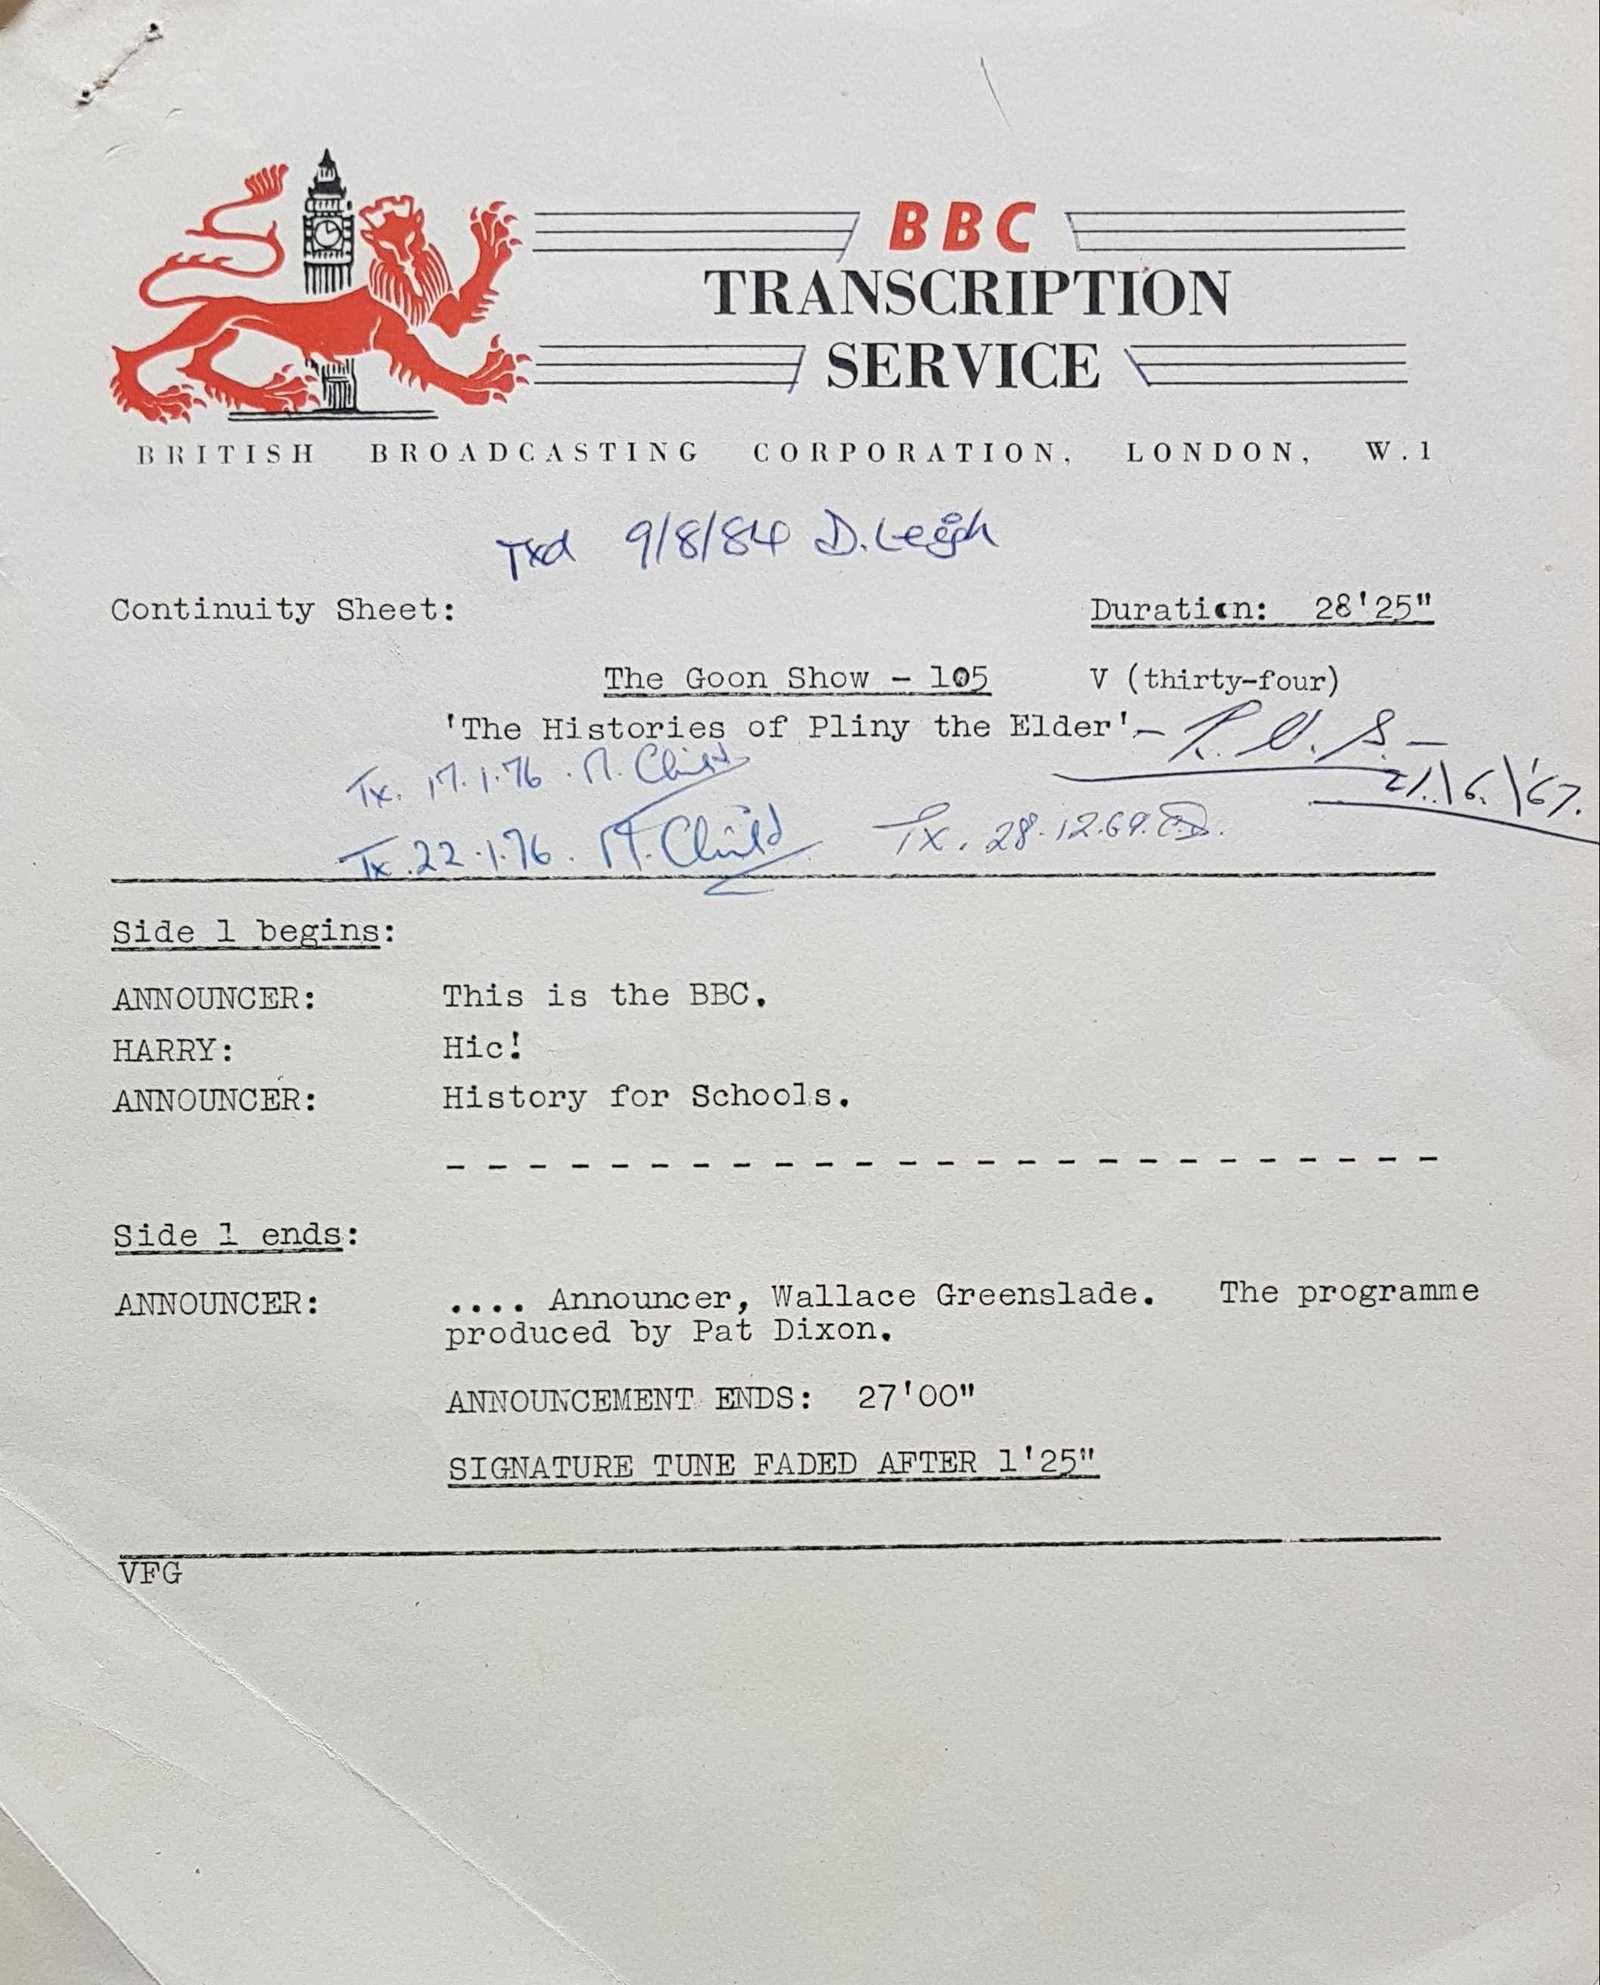 BBC
TRANSCRIPTION
SERVICE
BRITISH BROADCASTING CORPORATION, LONDON, W.1
Txd 9/8/84 D. Leigh
Continuity Sheet: Duration: 28'25"
The Goon Show - 105 V (thirty-four)
'The Histories of Pliny the Elder' -
21.\6.\'67.
Tx. 17.1.76. M. Child
Tx. 22.1.76. M. Child Tx. 28.12.69.
Side 1 begins:
ANNOUNCER: This is the BBC.
HARRY: Hic!
ANNOUNCER: History for Schools.
- - - - - - - - - - - - - - - - - - - - - - - - -
Side 1 ends:
ANNOUNCER: .... Announcer, Wallace Greenslade. The programme
produced by Pat Dixon.
ANNOUNCEMENT ENDS: 27'00"
SIGNATURE TUNE FADED AFTER 1'25"
VFG